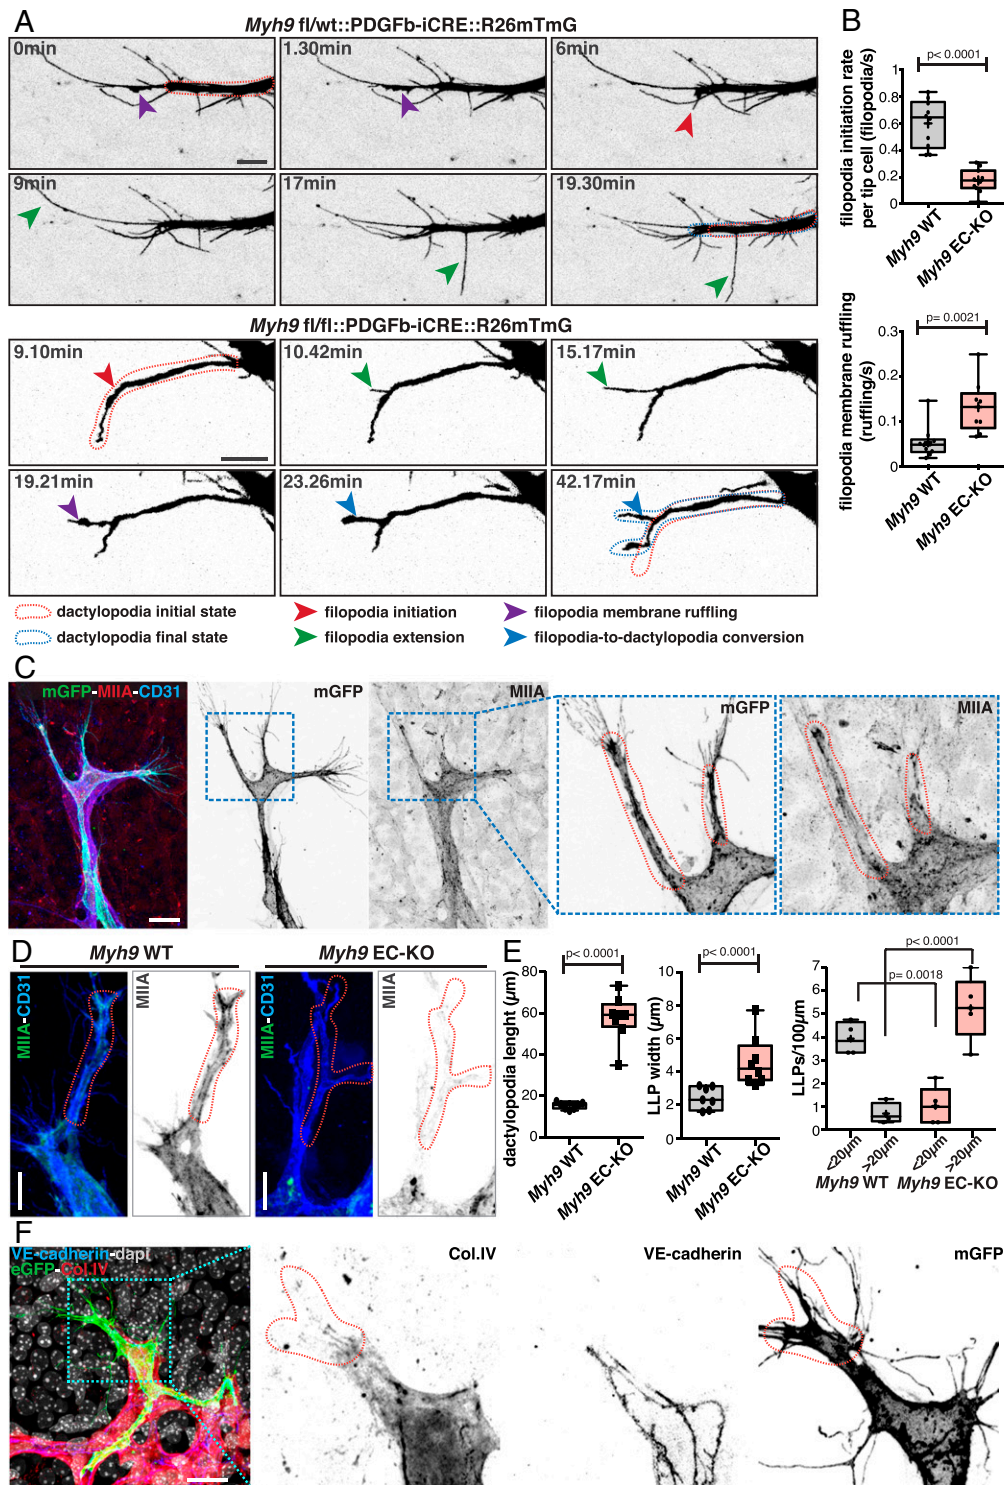 A
Myh9 fl/wt::PDGFb-iCRE::R26mTmG
0min
1.30min
6min
9min
17min
19.30min
Myh9 fl/fl::PDGFb-iCRE::R26mTmG
9.10min
10.42min
15.17min
19.21min
23.26min
42.17min
dactylopodia initial state
filopodia initiation
filopodia membrane ruffling
dactylopodia final state
filopodia extension
filopodia-to-dactylopodia conversion
B
filopodia initiation rate
per tip cell (filopodia/s)
p< 0.0001
1
0.8
0.6
0.4
0.2
0
Myh9 WT
Myh9 EC-KO
filopodia membrane ruffling
(ruffling/s)
p= 0.0021
0.3
0.2
0.1
0
Myh9 WT
Myh9 EC-KO
C
mGFP-MIIA-CD31
mGFP
MIIA
mGFP
MIIA
D
Myh9 WT
Myh9 EC-KO
MIIA-CD31
MIIA
MIIA-CD31
MIIA
E
dactylopodia lenght (µm)
p< 0.0001
80
60
40
20
0
Myh9 WT
Myh9 EC-KO
LLP width (µm)
p< 0.0001
10
8
6
4
2
0
Myh9 WT
Myh9 EC-KO
LLPs/100µm
p< 0.0001
p= 0.0018
7
6
5
4
3
2
1
0
<20µm
>20µm
<20µm
>20µm
Myh9 WT
Myh9 EC-KO
F
VE-cadherin-dapi
eGFP-Col.IV
Col.IV
VE-cadherin
mGFP